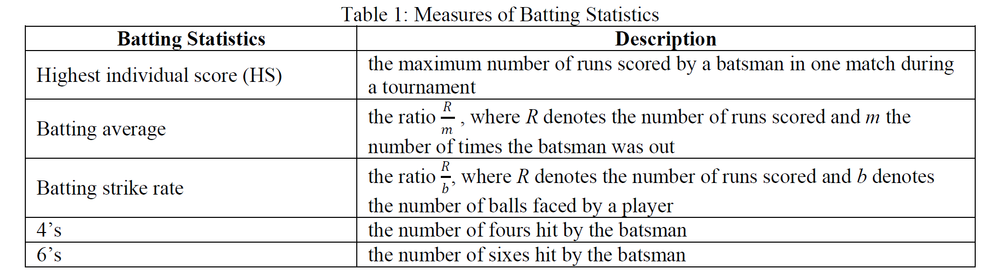 Table 1: Measures of Batting Statistics
Batting Statistics Description
Highest individual score (HS) the maximum number of runs scored by a batsman in one match during
a tournament
Batting average the ratio R/m , where R denotes the number of runs scored and m the
number of times the batsman was out
Batting strike rate the ratio R/b, where R denotes the number of runs scored and b denotes
the number of balls faced by a player
4’s the number of fours hit by the batsman
6’s the number of sixes hit by the batsman